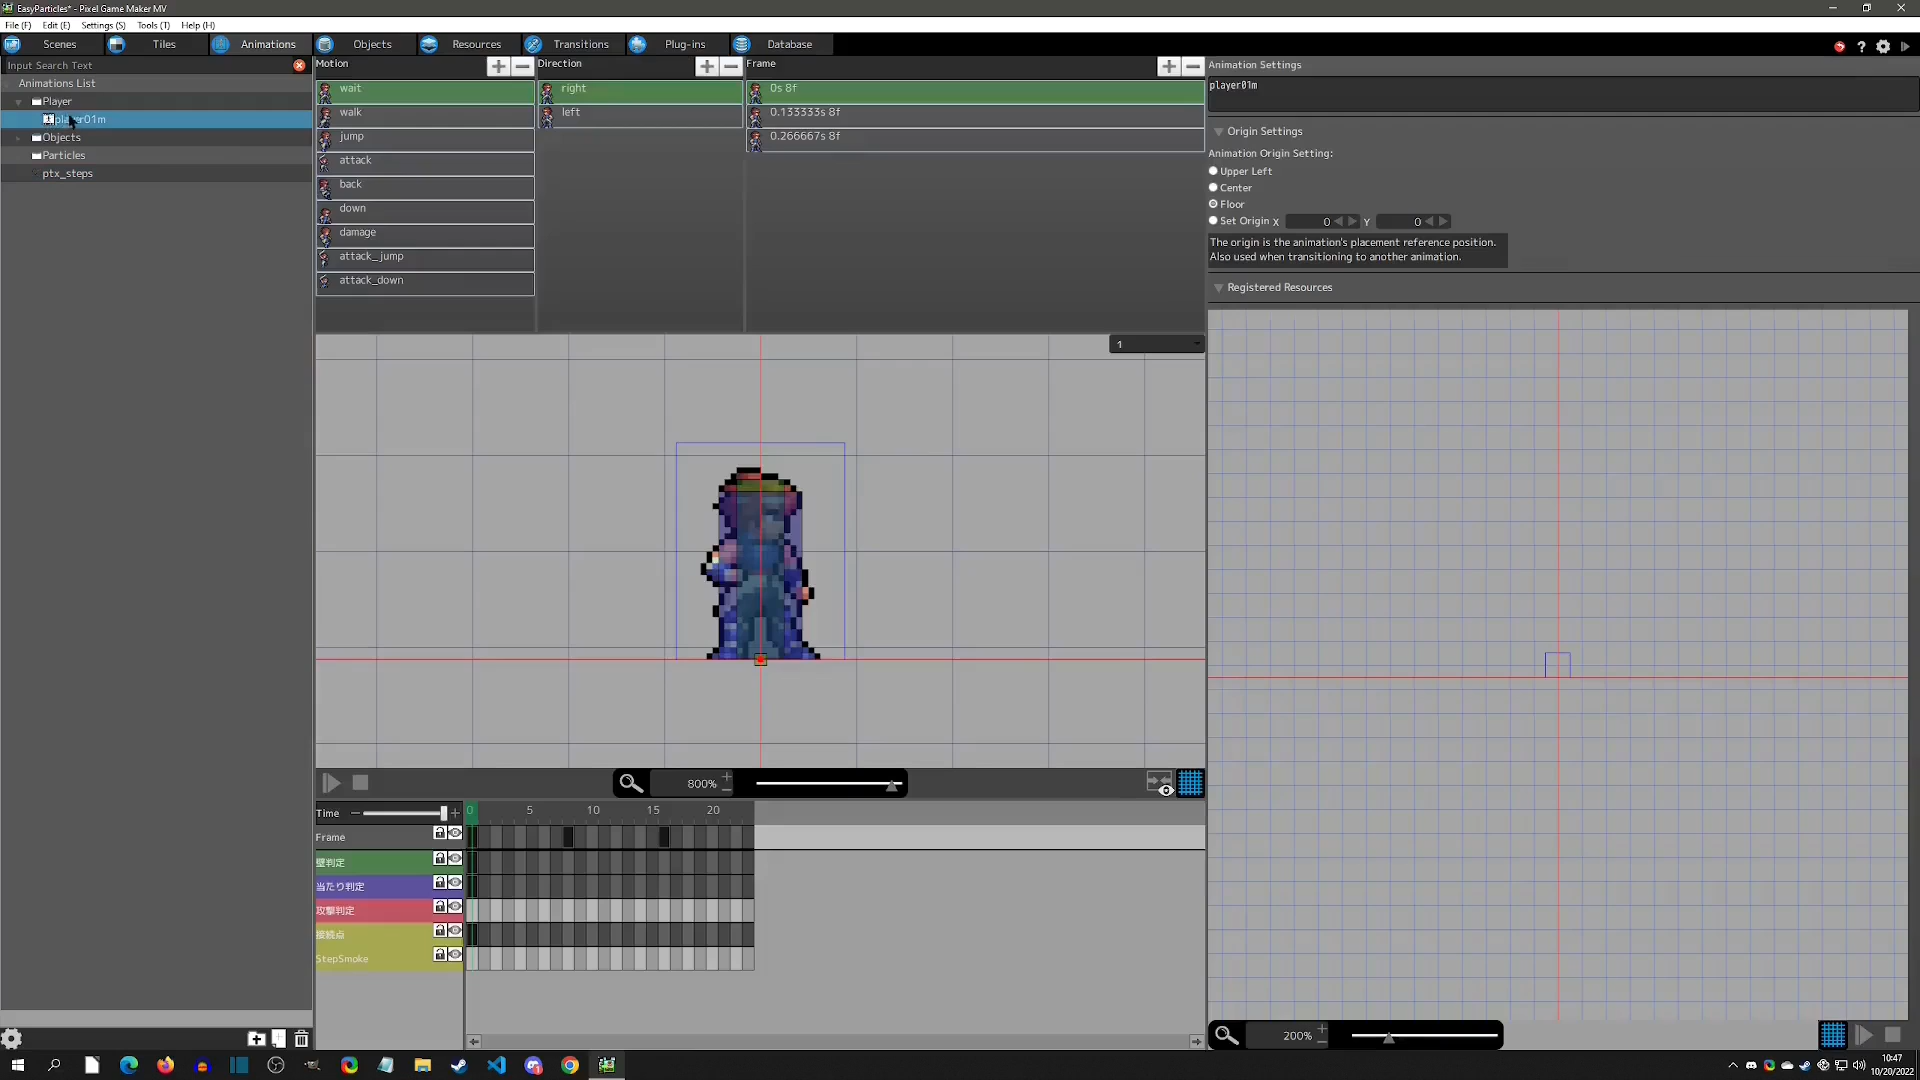 EasyParticles* - Pixel Game Maker MV
File (F) Edit (E) Settings (S) Tools (T) Help (H)
Scenes Tiles Animations Objects Resources Transitions Plug-ins Database
Input Search Text
Animations List
Player
player01m
Objects
Particles
ptx_steps
Motion
wait
walk
jump
attack
back
down
damage
attack_jump
attack_down
Direction
right
left
Frame
0s 8f
0.133333s 8f
0.266667s 8f
1
800%
Time
0 5 10 15 20
Frame
壁判定
当たり判定
攻撃判定
接続点
StepSmoke
Animation Settings
player01m
Origin Settings
Animation Origin Setting:
Upper Left
Center
Floor
Set Origin X 0 Y 0
The origin is the animation's placement reference position.
Also used when transitioning to another animation.
Registered Resources
200%
10:47
10/20/2022